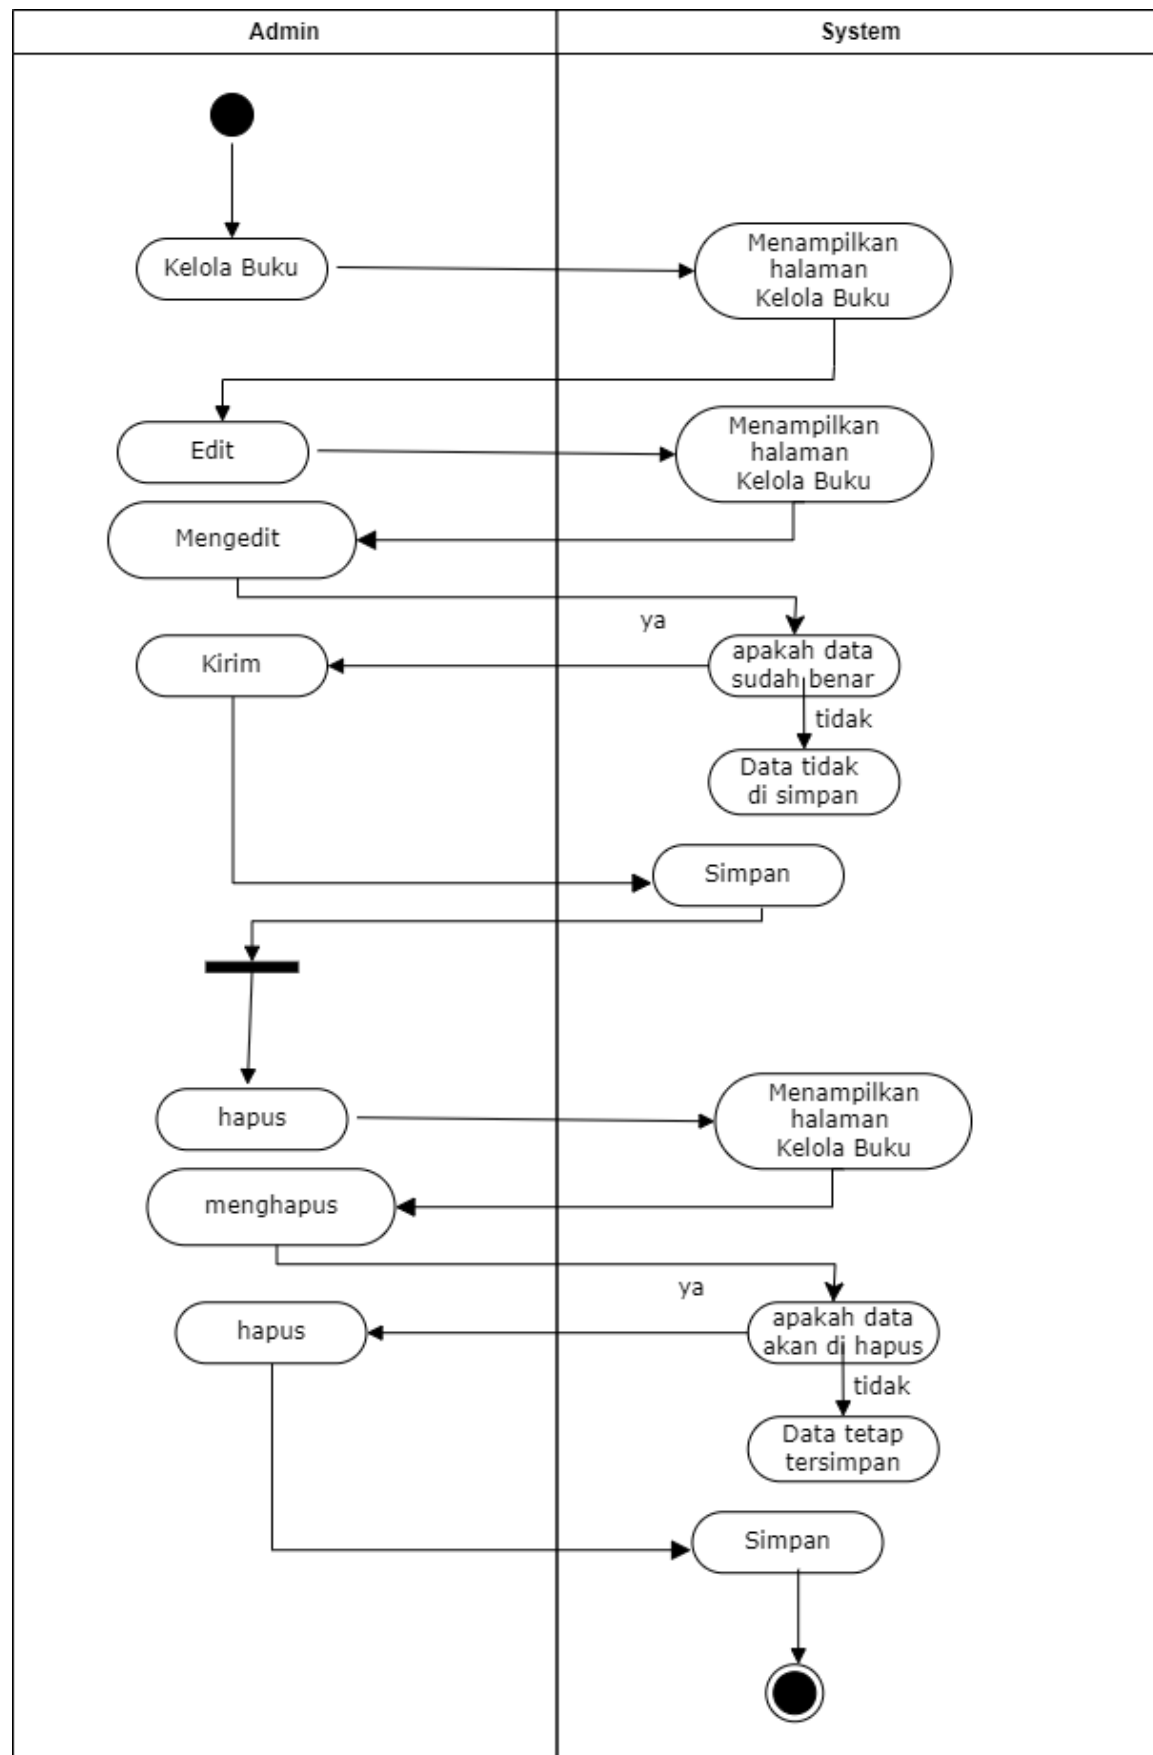 Admin
System
Kelola Buku
Menampilkan
halaman
Kelola Buku
Edit
Menampilkan
halaman
Kelola Buku
Mengedit
ya
Kirim
apakah data
sudah benar
tidak
Data tidak
di simpan
Simpan
hapus
Menampilkan
halaman
Kelola Buku
menghapus
ya
hapus
apakah data
akan di hapus
tidak
Data tetap
tersimpan
Simpan